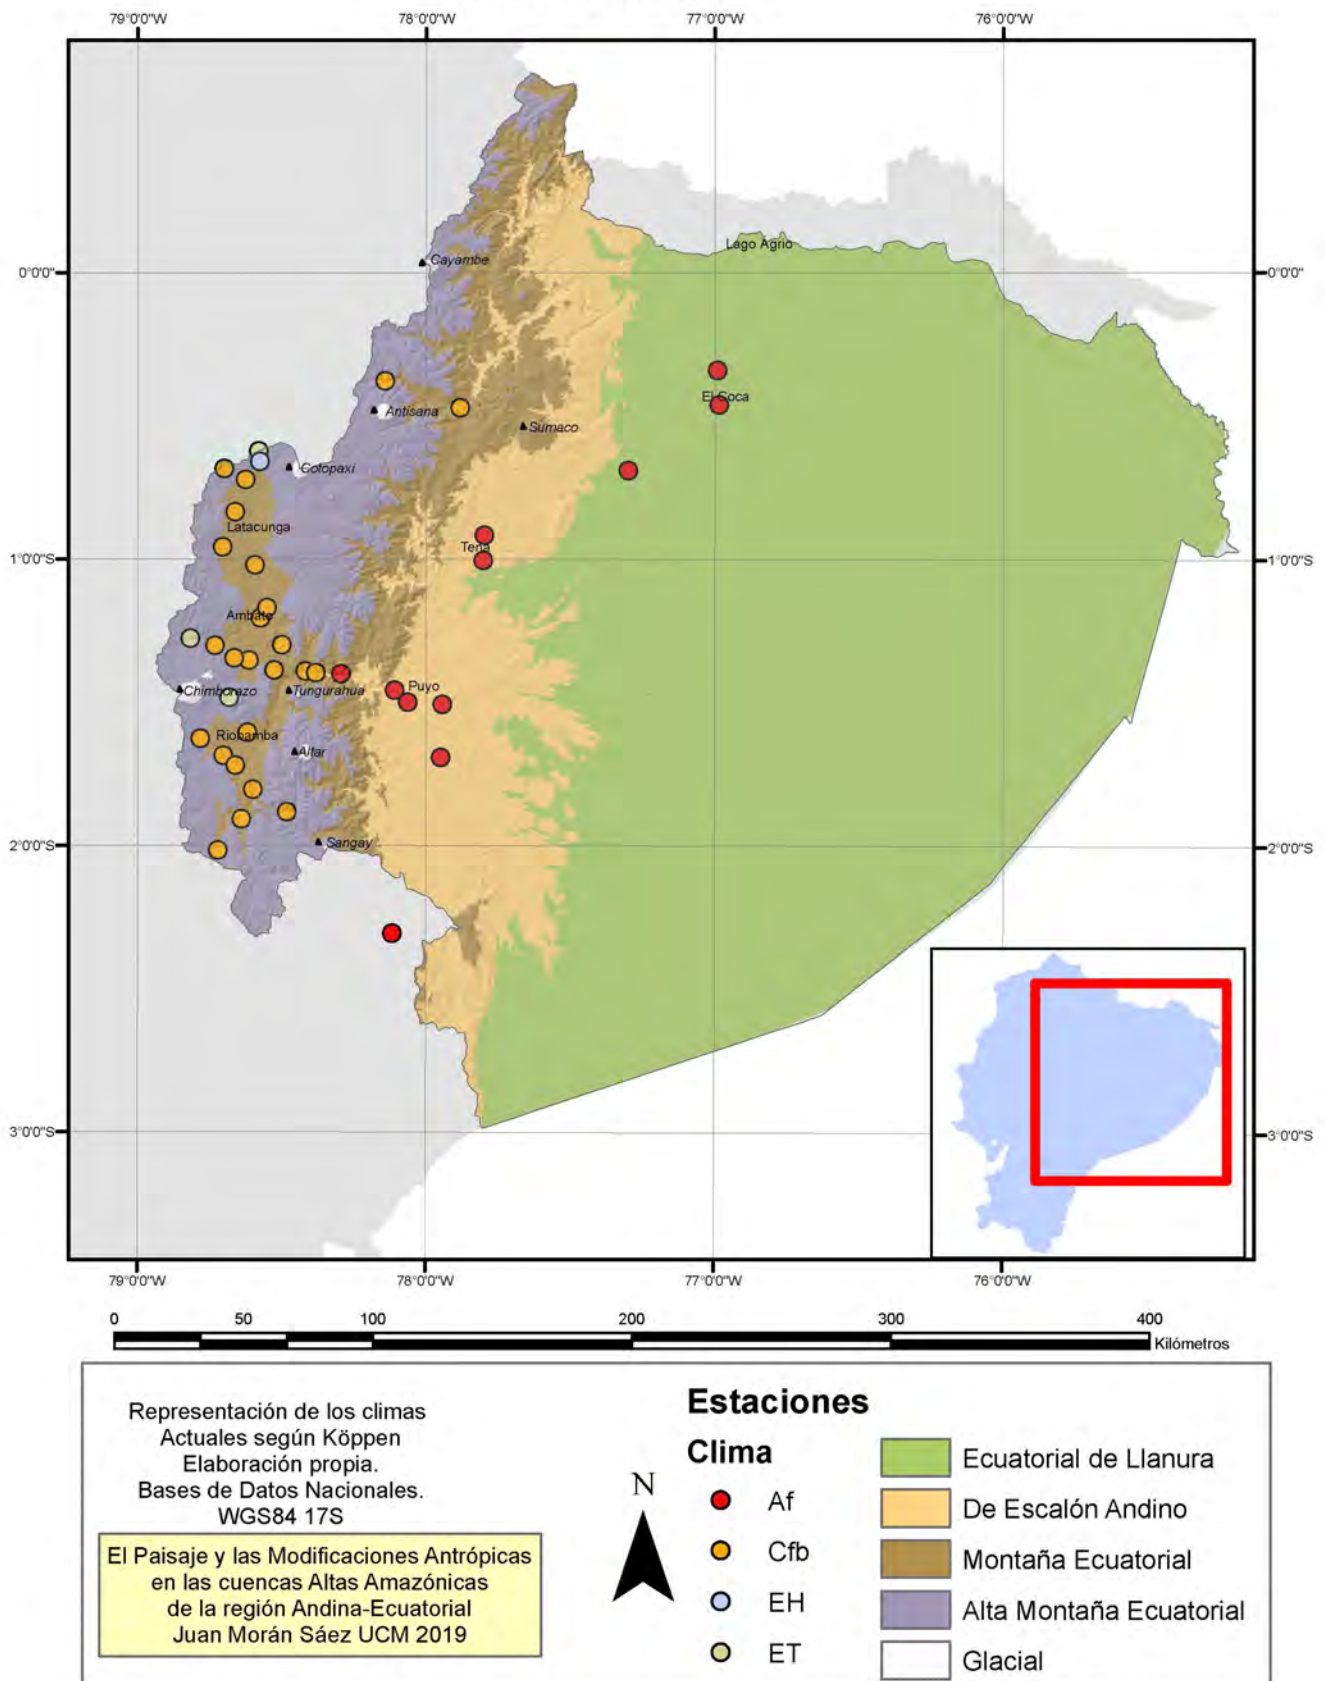 79°0'0"W
78°0'0"W
77°0'0"W
76°0'0"W
Lago Agrio
Cayambe
0°0'0"
0°0'0"
El Coca
Antisana
Sumaco
Cotopaxi
Latacunga
Tena
1°0'0"S
1°0'0"S
Ambato
Puyo
Chimborazo
Tungurahua
Riobamba
Altar
2°0'0"S
Sangay
2°0'0"S
3°0'0"S
3°0'0"S
79°0'0"W
78°0'0"W
77°0'0"W
76°0'0"W
0 50 100 200 300 400
Kilómetros
Representación de los climas
Actuales según Köppen
Elaboración propia.
Bases de Datos Nacionales.
WGS84 17S
El Paisaje y las Modificaciones Antrópicas
en las cuencas Altas Amazónicas
de la región Andina-Ecuatorial
Juan Morán Sáez UCM 2019
N
Estaciones
Clima
Af
Cfb
EH
ET
Ecuatorial de Llanura
De Escalón Andino
Montaña Ecuatorial
Alta Montaña Ecuatorial
Glacial